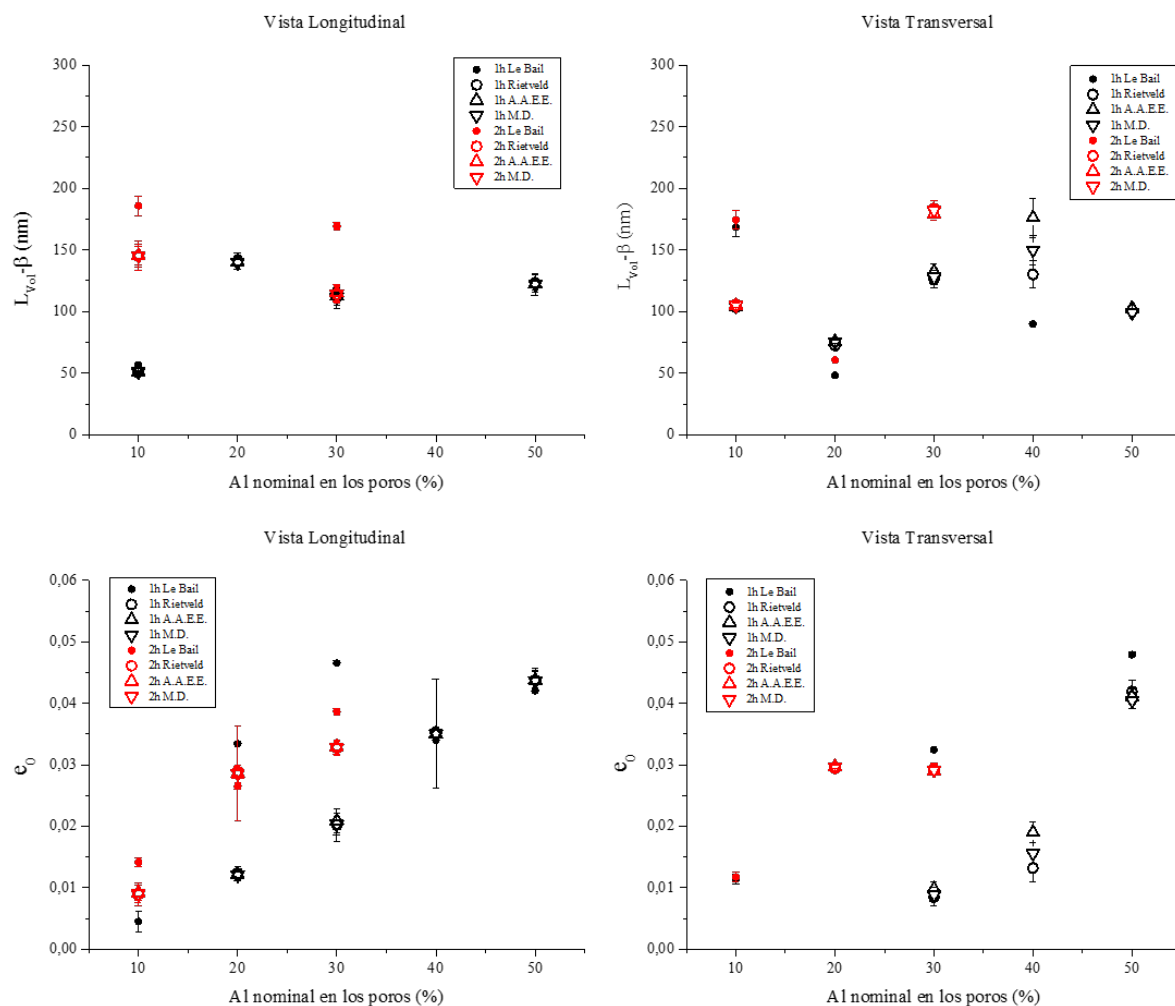 Vista Longitudinal
300
250
200
150
100
50
0
L_Vol-β (nm)
1h Le Bail
1h Rietveld
1h A.A.E.E.
1h M.D.
2h Le Bail
2h Rietveld
2h A.A.E.E.
2h M.D.
10 20 30 40 50
Al nominal en los poros (%)
Vista Transversal
300
250
200
150
100
50
0
L_Vol-β (nm)
1h Le Bail
1h Rietveld
1h A.A.E.E.
1h M.D.
2h Le Bail
2h Rietveld
2h A.A.E.E.
2h M.D.
10 20 30 40 50
Al nominal en los poros (%)
Vista Longitudinal
0,06
0,05
0,04
0,03
0,02
0,01
0,00
e_0
1h Le Bail
1h Rietveld
1h A.A.E.E.
1h M.D.
2h Le Bail
2h Rietveld
2h A.A.E.E.
2h M.D.
10 20 30 40 50
Al nominal en los poros (%)
Vista Transversal
0,06
0,05
0,04
0,03
0,02
0,01
0,00
e_0
1h Le Bail
1h Rietveld
1h A.A.E.E.
1h M.D.
2h Le Bail
2h Rietveld
2h A.A.E.E.
2h M.D.
10 20 30 40 50
Al nominal en los poros (%)